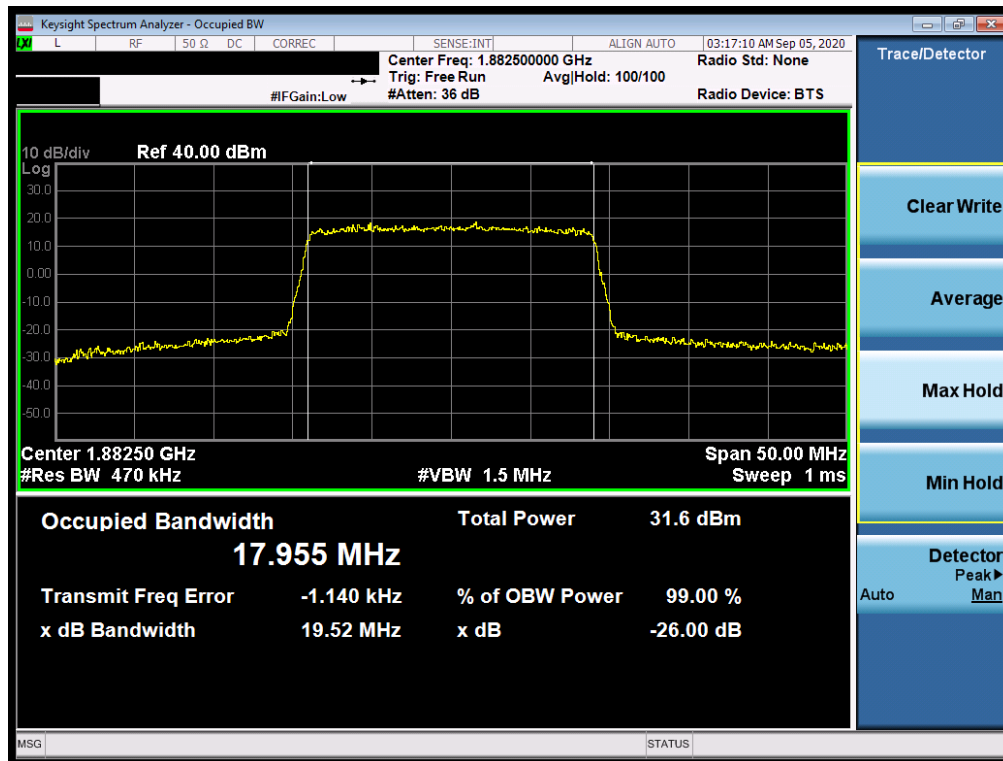 Keysight Spectrum Analyzer - Occupied BW
LXI L RF 50 Ω DC CORREC SENSE:INT ALIGN AUTO 03:17:10 AM Sep 05, 2020
Center Freq: 1.882500000 GHz Radio Std: None
Trig: Free Run Avg|Hold: 100/100
#IFGain:Low #Atten: 36 dB Radio Device: BTS
Trace/Detector
10 dB/div Ref 40.00 dBm
Log
30.0
20.0
10.0
0.00
-10.0
-20.0
-30.0
-40.0
-50.0
Center 1.88250 GHz Span 50.00 MHz
#Res BW 470 kHz #VBW 1.5 MHz Sweep 1 ms
Occupied Bandwidth Total Power 31.6 dBm
17.955 MHz
Transmit Freq Error -1.140 kHz % of OBW Power 99.00 %
x dB Bandwidth 19.52 MHz x dB -26.00 dB
Clear Write
Average
Max Hold
Min Hold
Detector
Peak▶
Auto Man
MSG STATUS